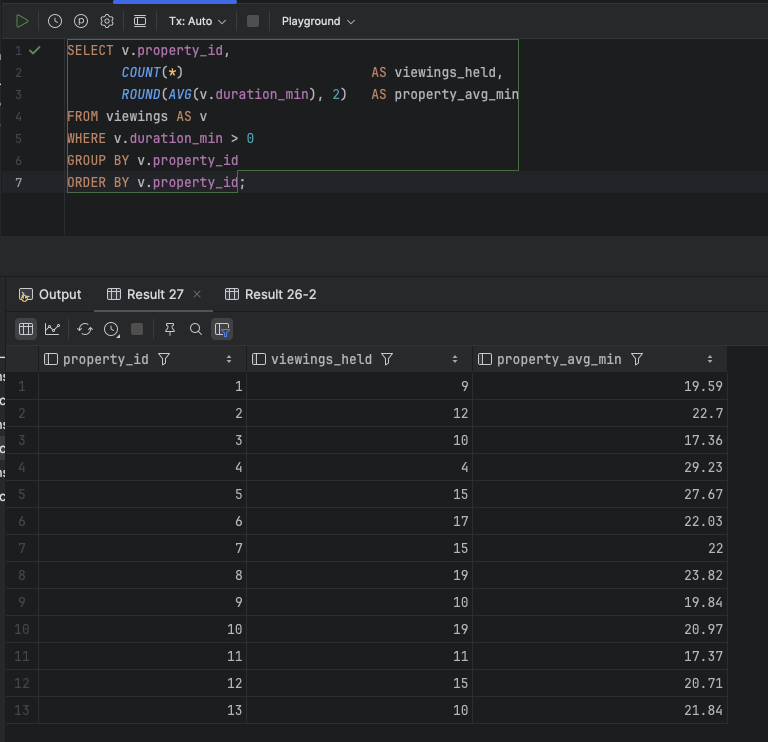 Tx: Auto Playground
1 SELECT v.property_id,
2 COUNT(*) AS viewings_held,
3 ROUND(AVG(v.duration_min), 2) AS property_avg_min
4 FROM viewings AS v
5 WHERE v.duration_min > 0
6 GROUP BY v.property_id
7 ORDER BY v.property_id;
Output Result 27 × Result 26-2
property_id viewings_held property_avg_min
1 1 9 19.59
2 2 12 22.7
3 3 10 17.36
4 4 4 29.23
5 5 15 27.67
6 6 17 22.03
7 7 15 22
8 8 19 23.82
9 9 10 19.84
10 10 19 20.97
11 11 11 17.37
12 12 15 20.71
13 13 10 21.84